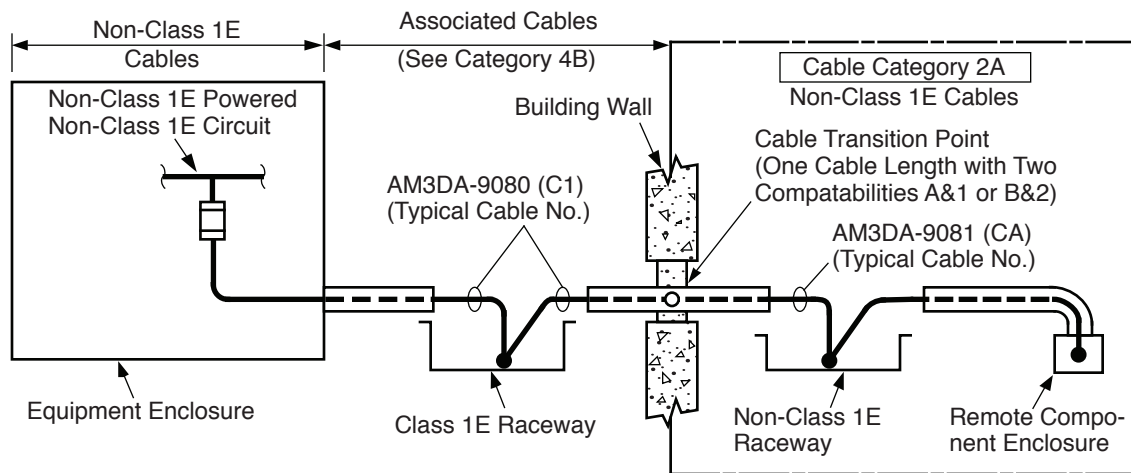 Non-Class 1E
Cables
Associated Cables
(See Category 4B)
Cable Category 2A
Non-Class 1E Cables
Non-Class 1E Powered
Non-Class 1E Circuit
Building Wall
Cable Transition Point
(One Cable Length with Two
Compatabilities A&1 or B&2)
AM3DA-9080 (C1)
(Typical Cable No.)
AM3DA-9081 (CA)
(Typical Cable No.)
Equipment Enclosure
Class 1E Raceway
Non-Class 1E
Raceway
Remote Compo-
nent Enclosure